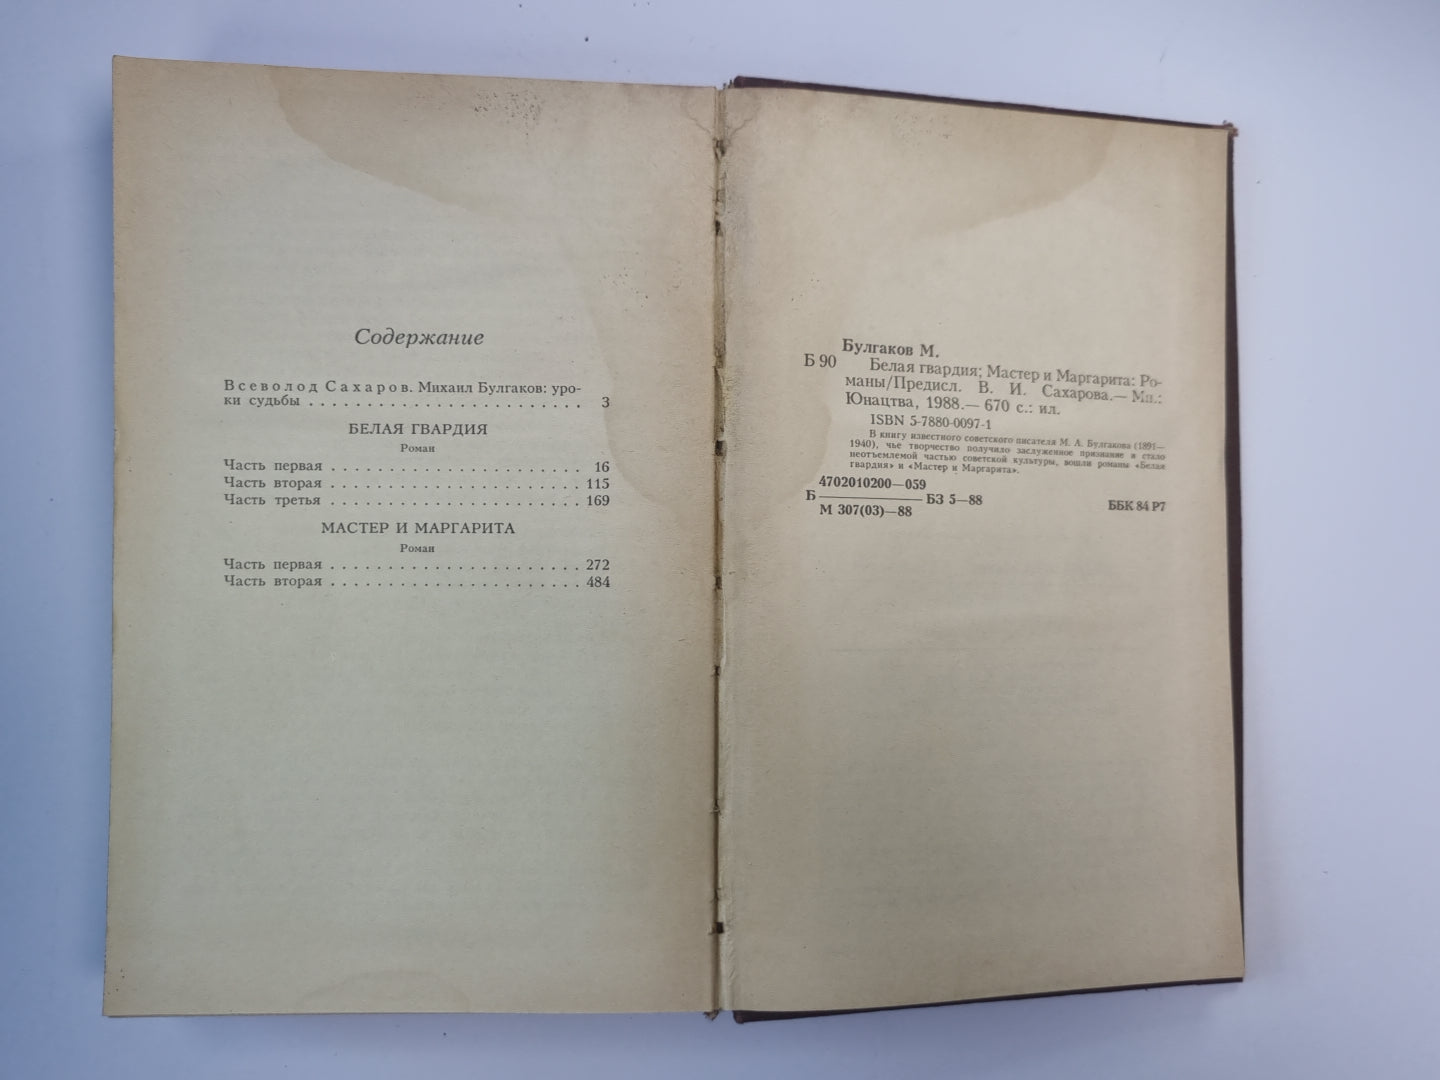 Содержание
Всеволод Сахаров. Михаил Булгаков: уро-
ки судьбы . . . . . . . . . . . . . . . . . . . . . . . . 3
БЕЛАЯ ГВАРДИЯ
Роман
Часть первая . . . . . . . . . . . . . . . . . . . . . . 16
Часть вторая . . . . . . . . . . . . . . . . . . . . . . 115
Часть третья . . . . . . . . . . . . . . . . . . . . . . 169
МАСТЕР И МАРГАРИТА
Роман
Часть первая . . . . . . . . . . . . . . . . . . . . . . 272
Часть вторая . . . . . . . . . . . . . . . . . . . . . . 484
Булгаков М.
Б 90 Белая гвардия; Мастер и Маргарита: Ро-
маны/Предисл. В. И. Сахарова.— Мн.:
Юнацтва, 1988.— 670 с.: ил.
ISBN 5-7880-0097-1
В книгу известного советского писателя М. А. Булгакова (1891—
1940), чье творчество получило заслуженное признание и стало
неотъемлемой частью советской культуры, вошли романы «Белая
гвардия» и «Мастер и Маргарита».
4702010200—059
Б ———— БЗ 5—88
М 307(03)—88
ББК 84 Р7